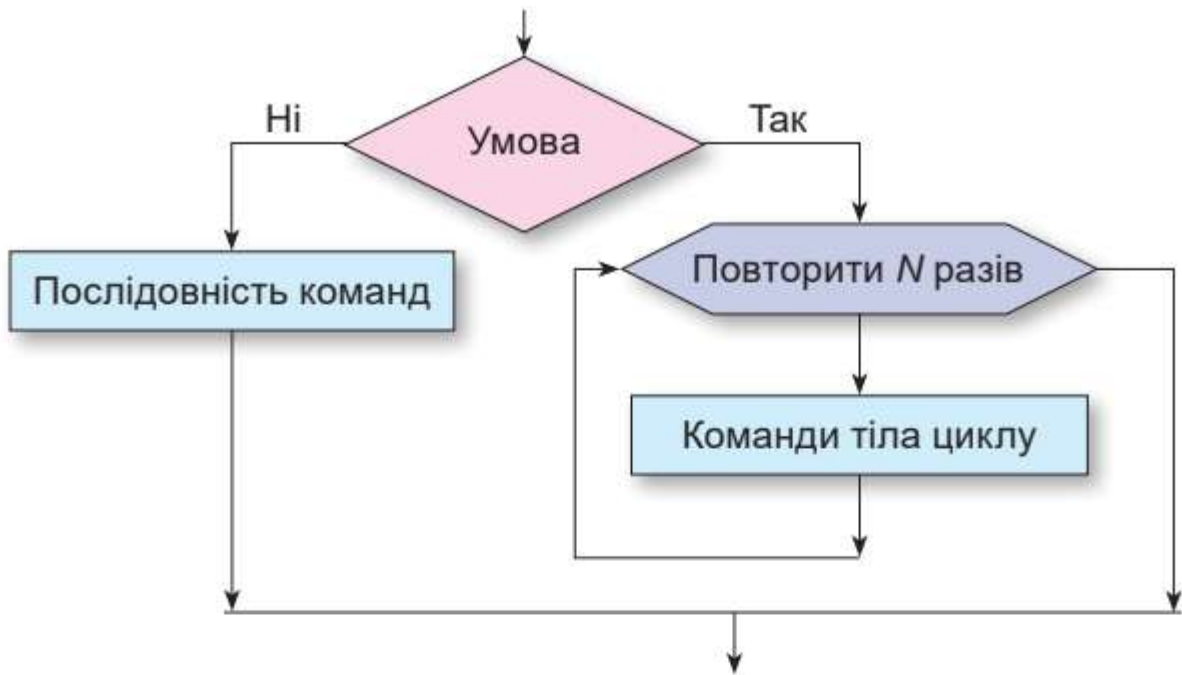 Умова
Ні
Так
Послідовність команд
Повторити N разів
Команди тіла циклу